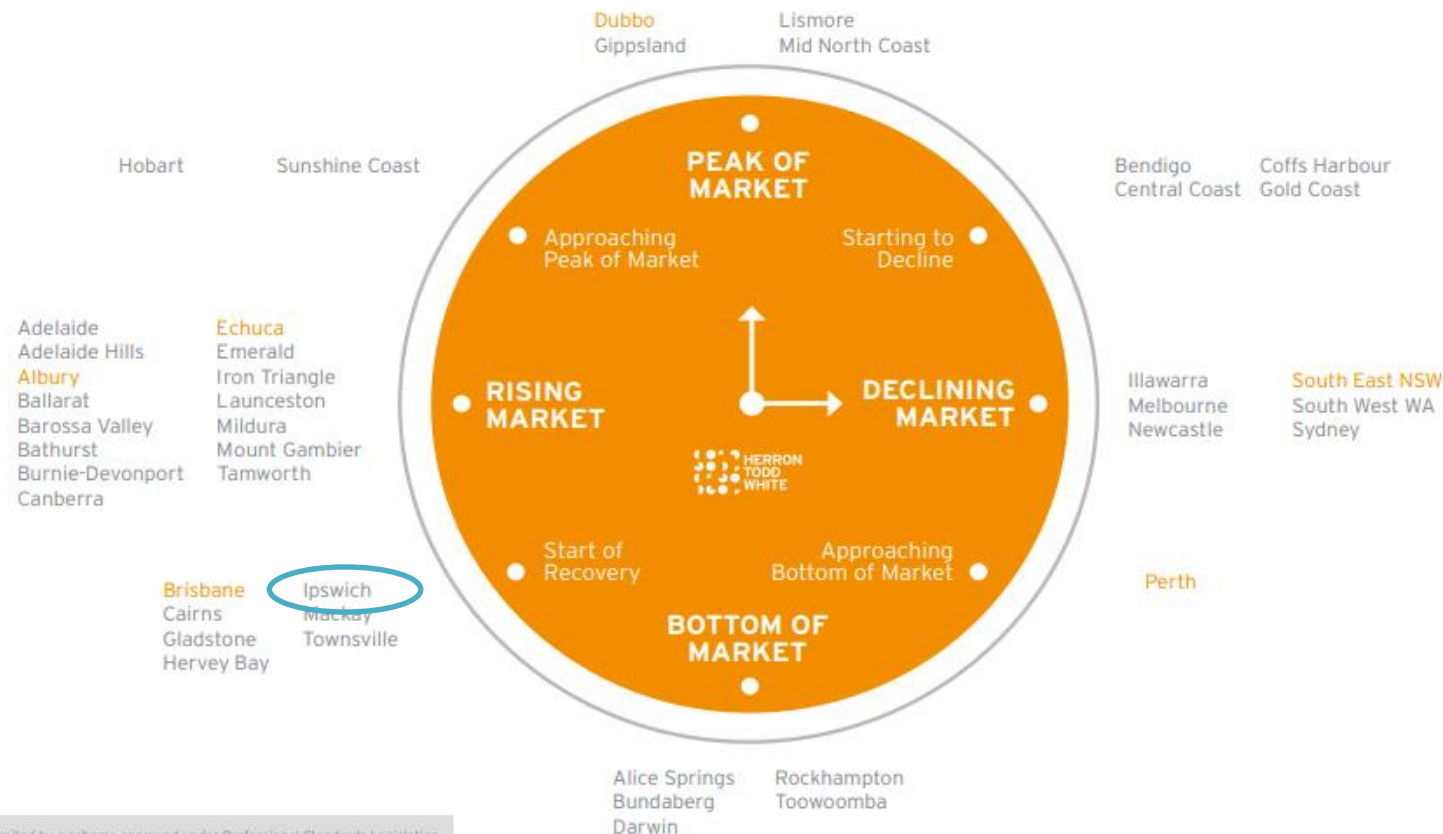 Dubbo
Gippsland
Lismore
Mid North Coast
Hobart
Sunshine Coast
PEAK OF
MARKET
Bendigo
Central Coast
Coffs Harbour
Gold Coast
Approaching
Peak of Market
Starting to
Decline
Adelaide
Adelaide Hills
Albury
Ballarat
Barossa Valley
Bathurst
Burnie-Devonport
Canberra
Echuca
Emerald
Iron Triangle
Launceston
Mildura
Mount Gambier
Tamworth
RISING
MARKET
DECLINING
MARKET
Illawarra
Melbourne
Newcastle
South East NSW
South West WA
Sydney
HERRON
TODD
WHITE
Start of
Recovery
Approaching
Bottom of Market
Brisbane
Cairns
Gladstone
Hervey Bay
Ipswich
Mackay
Townsville
Perth
BOTTOM OF
MARKET
Alice Springs
Bundaberg
Darwin
Rockhampton
Toowoomba